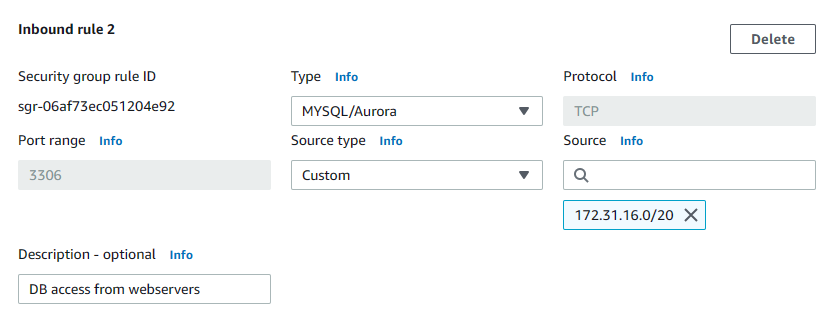 Inbound rule 2
Delete
Security group rule ID
Type Info
Protocol Info
sgr-06af73ec051204e92
MYSQL/Aurora
TCP
Port range Info
Source type Info
Source Info
3306
Custom
172.31.16.0/20
Description - optional Info
DB access from webservers